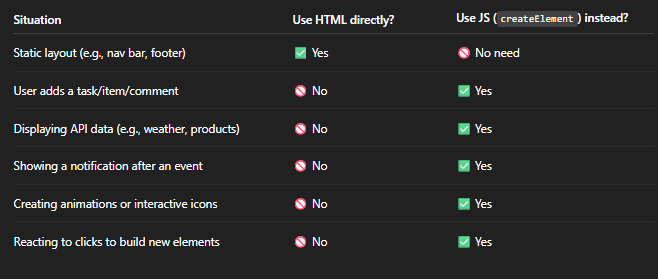 Situation Use HTML directly? Use JS (createElement) instead?
Static layout (e.g., nav bar, footer) ✅ Yes 🚫 No need
User adds a task/item/comment 🚫 No ✅ Yes
Displaying API data (e.g., weather, products) 🚫 No ✅ Yes
Showing a notification after an event 🚫 No ✅ Yes
Creating animations or interactive icons 🚫 No ✅ Yes
Reacting to clicks to build new elements 🚫 No ✅ Yes